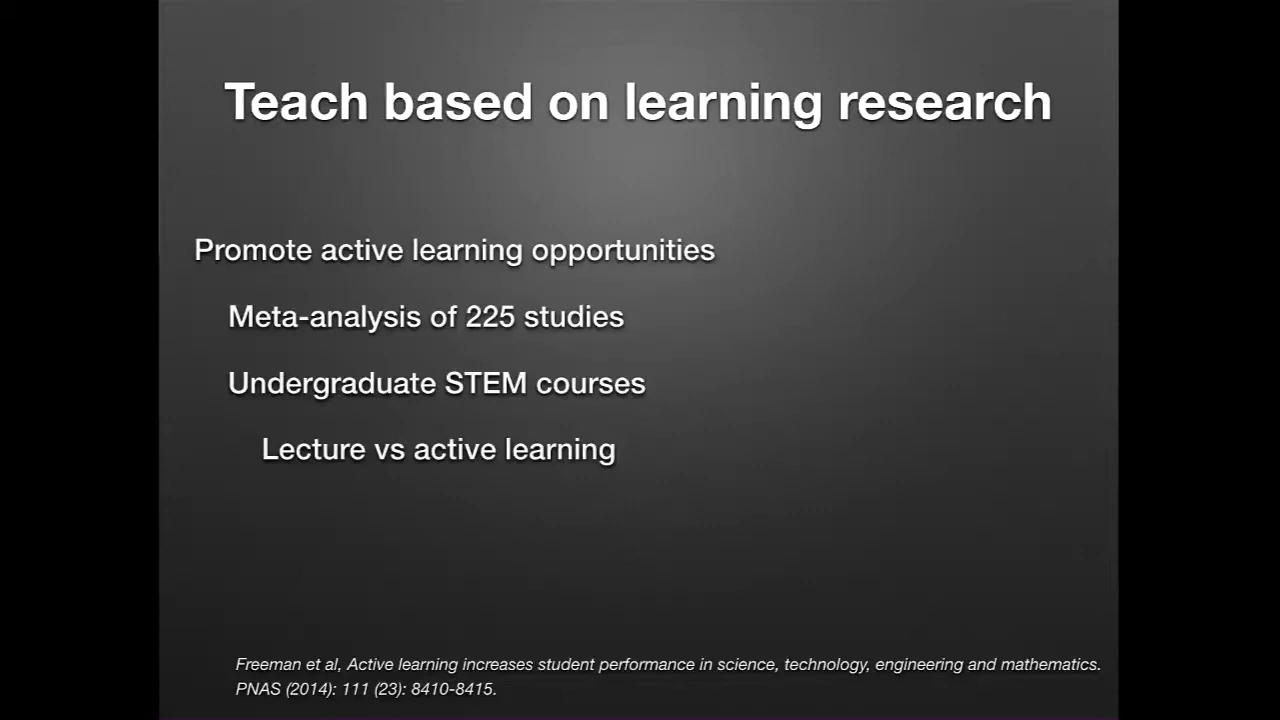 Teach based on learning research
Promote active learning opportunities
Meta-analysis of 225 studies
Undergraduate STEM courses
Lecture vs active learning
Freeman et al, Active learning increases student performance in science, technology, engineering and mathematics.
PNAS (2014): 111 (23): 8410-8415.